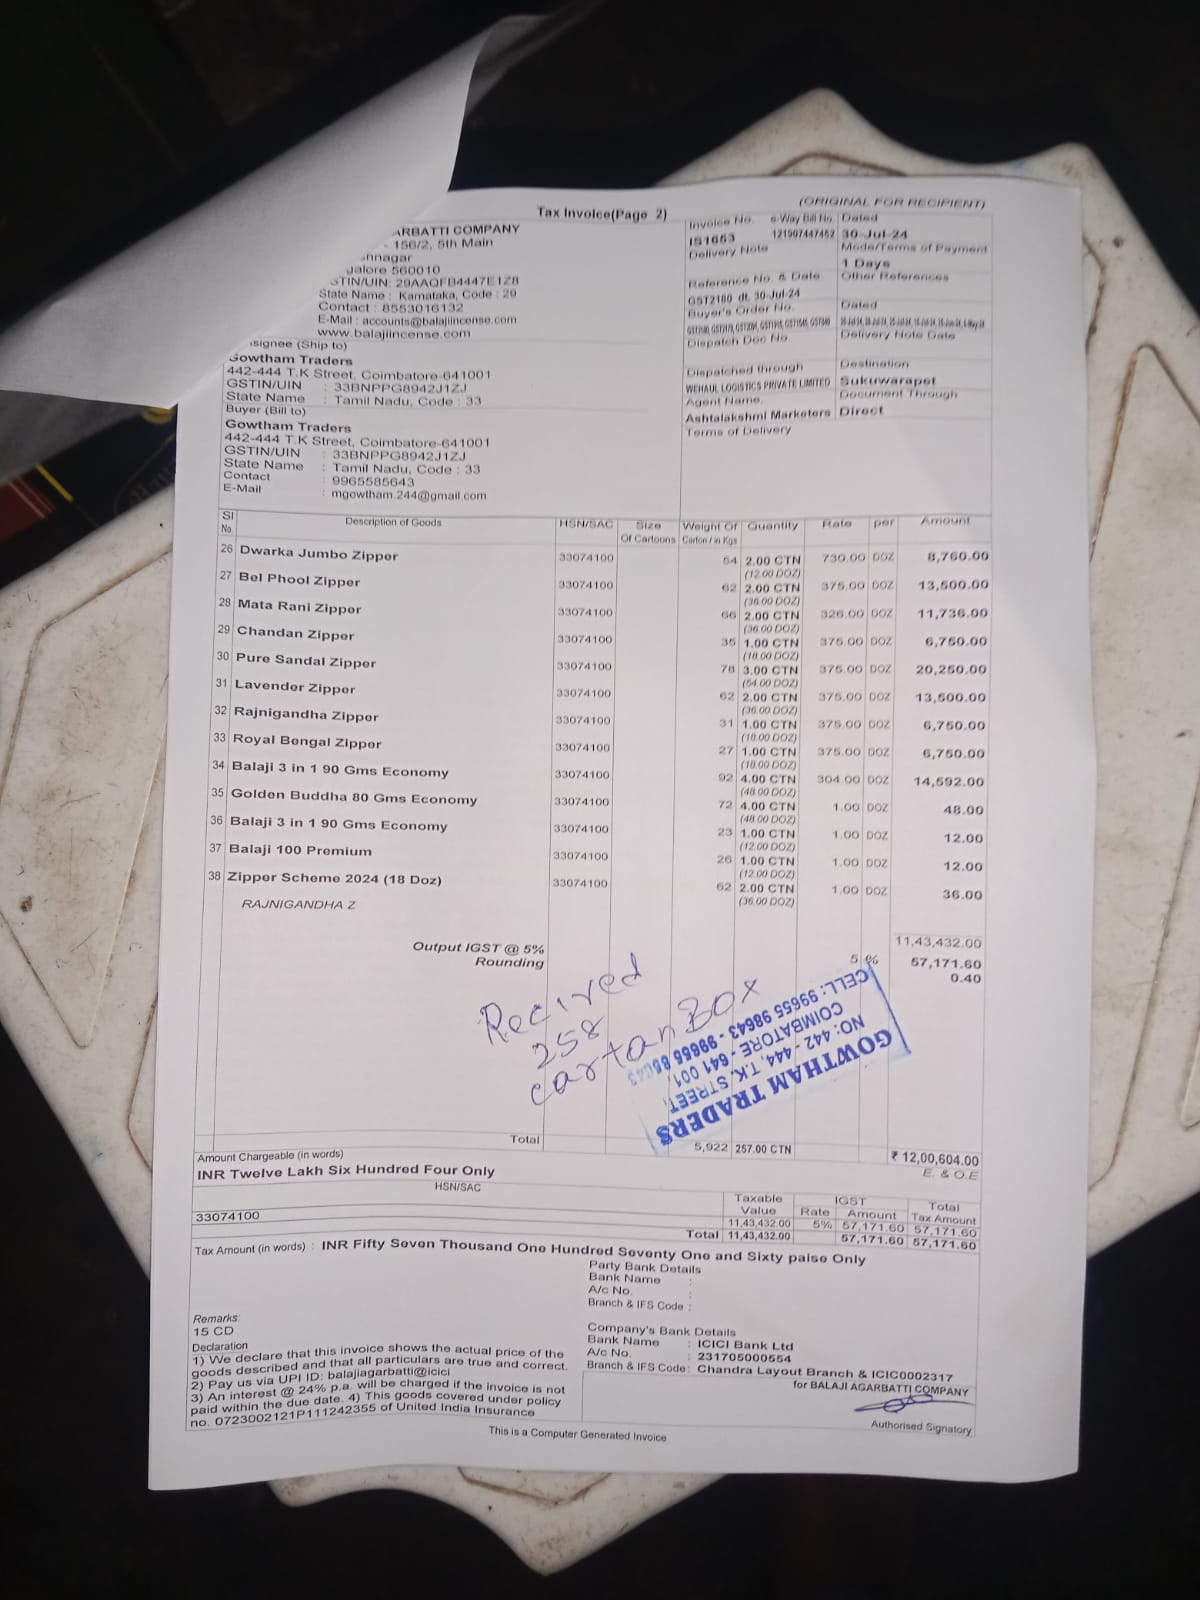 (ORIGINAL FOR RECIPIENT)
Tax Invoice(Page 2)
ARBATTI COMPANY
- 156/2, 5th Main
hnagar
alore 560010
STIN/UIN: 29AAQFB4447E1Z8
State Name : Karnataka, Code : 29
Contact : 8553016132
E-Mail : accounts@balajiincense.com
www.balajiincense.com
signee (Ship to)
Gowtham Traders
442-444 T.K Street, Coimbatore-641001
GSTIN/UIN : 33BNPPG8942J1ZJ
State Name : Tamil Nadu, Code : 33
Buyer (Bill to)
Gowtham Traders
442-444 T.K Street, Coimbatore-641001
GSTIN/UIN : 33BNPPG8942J1ZJ
State Name : Tamil Nadu, Code : 33
Contact : 9965585643
E-Mail : mgowtham.244@gmail.com
Invoice No. e-Way Bill No. Dated
IS1653 121907447452 30-Jul-24
Delivery Note Mode/Terms of Payment
1 Days
Reference No. & Date. Other References
GST2180 dt. 30-Jul-24
Buyer's Order No. Dated
Dispatch Doc No. Delivery Note Date
Dispatched through Destination
WEHAUL LOGISTICS PRIVATE LIMITED Sukuwarapet
Agent Name. Document Through
Ashtalakshmi Marketers Direct
Terms of Delivery
Sl No. Description of Goods HSN/SAC Size Of Cartoons Weight Of Carton / in Kgs Quantity Rate per Amount
26 Dwarka Jumbo Zipper 33074100 54 2.00 CTN 730.00 DOZ 8,760.00
(12.00 DOZ)
27 Bel Phool Zipper 33074100 62 2.00 CTN 375.00 DOZ 13,500.00
(36.00 DOZ)
28 Mata Rani Zipper 33074100 66 2.00 CTN 326.00 DOZ 11,736.00
(36.00 DOZ)
29 Chandan Zipper 33074100 35 1.00 CTN 375.00 DOZ 6,750.00
(18.00 DOZ)
30 Pure Sandal Zipper 33074100 78 3.00 CTN 375.00 DOZ 20,250.00
(54.00 DOZ)
31 Lavender Zipper 33074100 62 2.00 CTN 375.00 DOZ 13,500.00
(36.00 DOZ)
32 Rajnigandha Zipper 33074100 31 1.00 CTN 375.00 DOZ 6,750.00
(18.00 DOZ)
33 Royal Bengal Zipper 33074100 27 1.00 CTN 375.00 DOZ 6,750.00
(18.00 DOZ)
34 Balaji 3 in 1 90 Gms Economy 33074100 92 4.00 CTN 304.00 DOZ 14,592.00
(48.00 DOZ)
35 Golden Buddha 80 Gms Economy 33074100 72 4.00 CTN 1.00 DOZ 48.00
(48.00 DOZ)
36 Balaji 3 in 1 90 Gms Economy 33074100 23 1.00 CTN 1.00 DOZ 12.00
(12.00 DOZ)
37 Balaji 100 Premium 33074100 26 1.00 CTN 1.00 DOZ 12.00
(12.00 DOZ)
38 Zipper Scheme 2024 (18 Doz) 33074100 62 2.00 CTN 1.00 DOZ 36.00
(36.00 DOZ)
RAJNIGANDHA Z
11,43,432.00
Output IGST @ 5% 5 % 57,171.60
Rounding 0.40
Recived
258
cartan Box
GOWTHAM TRADERS
NO: 442 - 444, T.K. STREET,
COIMBATORE - 641 001
CELL: 99655 98643 - 99666
Total 5,922 257.00 CTN ₹ 12,00,604.00
Amount Chargeable (in words) E. & O.E
INR Twelve Lakh Six Hundred Four Only
HSN/SAC Taxable Value IGST Rate Amount Total Tax Amount
33074100 11,43,432.00 5% 57,171.60 57,171.60
Total 11,43,432.00 57,171.60 57,171.60
Tax Amount (in words) : INR Fifty Seven Thousand One Hundred Seventy One and Sixty paise Only
Party Bank Details
Bank Name :
A/c No. :
Branch & IFS Code :
Remarks:
15 CD
Declaration
1) We declare that this invoice shows the actual price of the
goods described and that all particulars are true and correct.
2) Pay us via UPI ID: balajiagarbatti@icici
3) An interest @ 24% p.a. will be charged if the invoice is not
paid within the due date. 4) This goods covered under policy
no. 0723002121P111242355 of United India Insurance
Company's Bank Details
Bank Name : ICICI Bank Ltd
A/c No. : 231705000554
Branch & IFS Code: Chandra Layout Branch & ICIC0002317
for BALAJI AGARBATTI COMPANY
Authorised Signatory
This is a Computer Generated Invoice